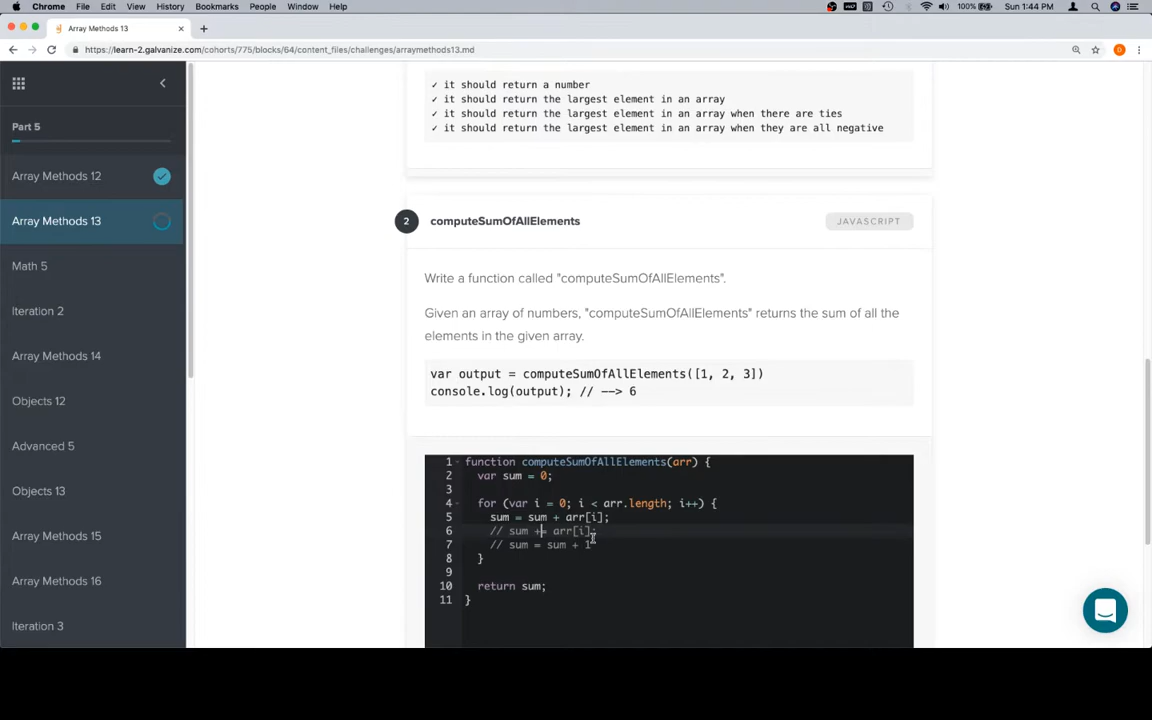 Chrome File Edit View History Bookmarks People Window Help 100% Sun 1:44 PM
Array Methods 13
https://learn-2.galvanize.com/cohorts/775/blocks/64/content_files/challenges/arraymethods13.md
Part 5
Array Methods 12
Array Methods 13
Math 5
Iteration 2
Array Methods 14
Objects 12
Advanced 5
Objects 13
Array Methods 15
Array Methods 16
Iteration 3
✓ it should return a number
✓ it should return the largest element in an array
✓ it should return the largest element in an array when there are ties
✓ it should return the largest element in an array when they are all negative
2 computeSumOfAllElements JAVASCRIPT
Write a function called "computeSumOfAllElements".
Given an array of numbers, "computeSumOfAllElements" returns the sum of all the
elements in the given array.
var output = computeSumOfAllElements([1, 2, 3])
console.log(output); // --> 6
1 function computeSumOfAllElements(arr) {
2 var sum = 0;
3
4 for (var i = 0; i < arr.length; i++) {
5 sum = sum + arr[i];
6 // sum += arr[i];
7 // sum = sum + 1
8 }
9
10 return sum;
11 }